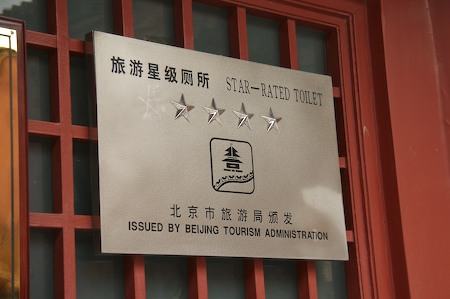 旅游星级厕所 STAR-RATED TOILET
北京市旅游局颁发
ISSUED BY BEIJING TOURISM ADMINISTRATION